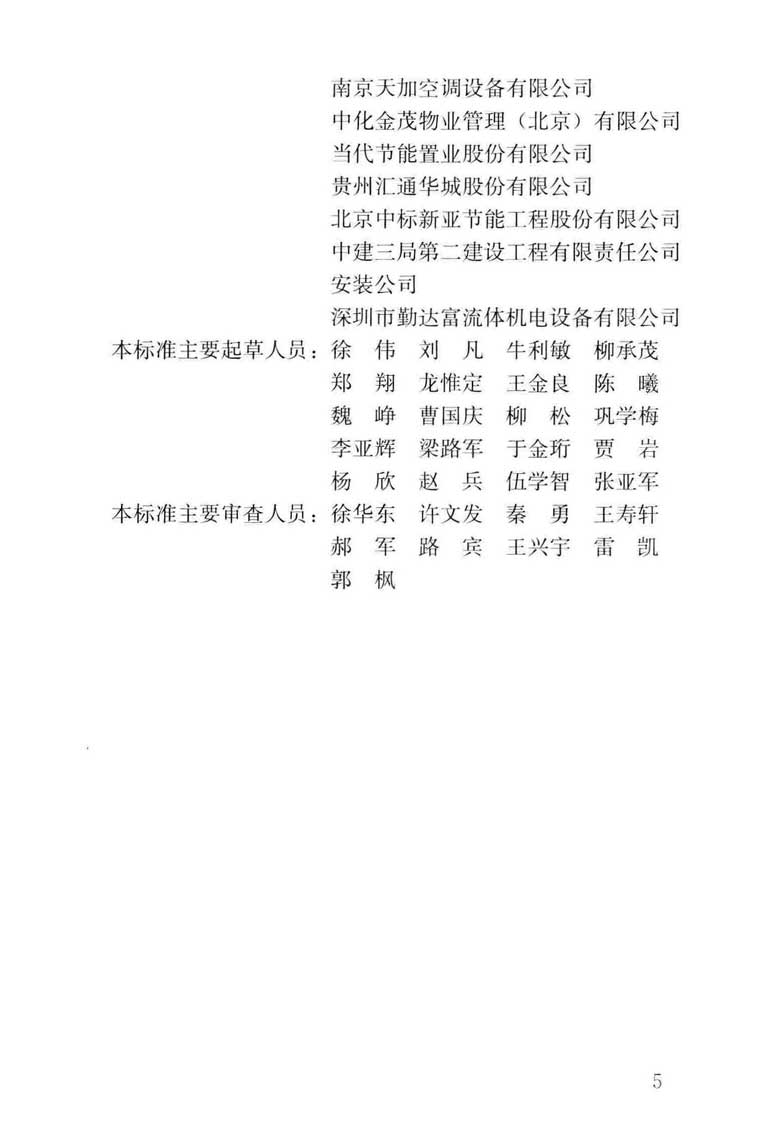 南京天加空调设备有限公司
中化金茂物业管理（北京）有限公司
当代节能置业股份有限公司
贵州汇通华城股份有限公司
北京中标新亚节能工程股份有限公司
中建三局第二建设工程有限责任公司
安装公司
深圳市勤达富流体机电设备有限公司
本标准主要起草人员：徐　伟　刘　凡　牛利敏　柳承茂
郑　翔　龙惟定　王金良　陈　曦
魏　峥　曹国庆　柳　松　巩学梅
李亚辉　梁路军　于金珩　贾　岩
杨　欣　赵　兵　伍学智　张亚军
本标准主要审查人员：徐华东　许文发　秦　勇　王寿轩
郝　军　路　宾　王兴宇　雷　凯
郭　枫
5